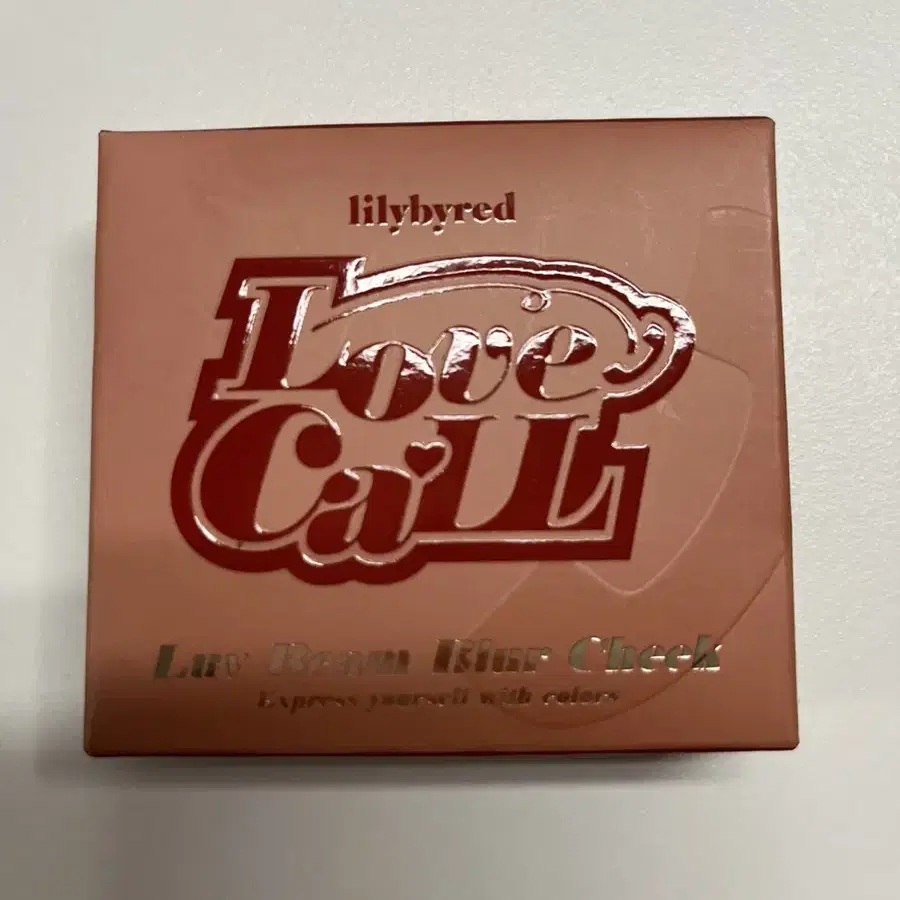 lilybyred
Love
Call
Luv Beam Blur Cheek
Express yourself with colors